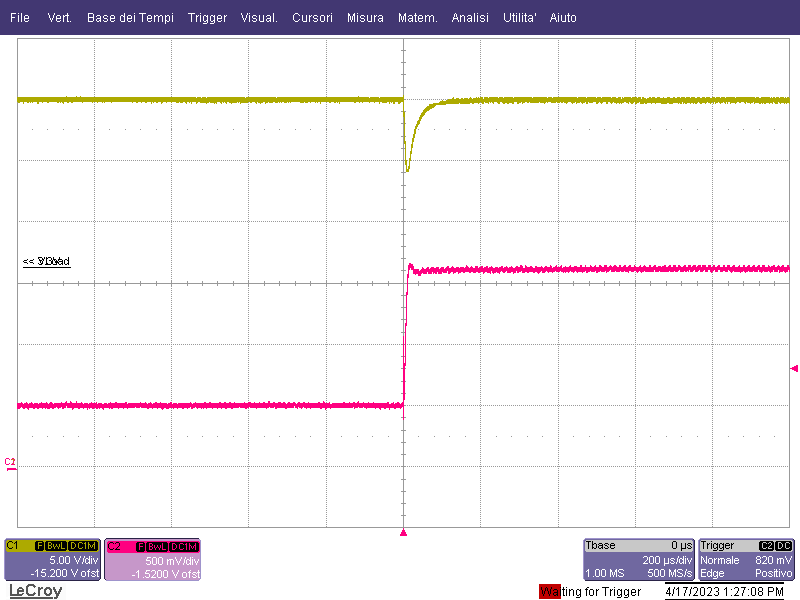 File Vert. Base dei Tempi Trigger Visual. Cursori Misura Matem. Analisi Utilita' Aiuto
<<
C2
C1 F BwL DC1M
5.00 V/div
-15.200 V ofst
C2 F BwL DC1M
500 mV/div
-1.5200 V ofst
Tbase 0 µs
200 µs/div
1.00 MS 500 MS/s
Trigger C2 DC
Normale 820 mV
Edge Positivo
LeCroy
Waiting for Trigger
4/17/2023 1:27:08 PM